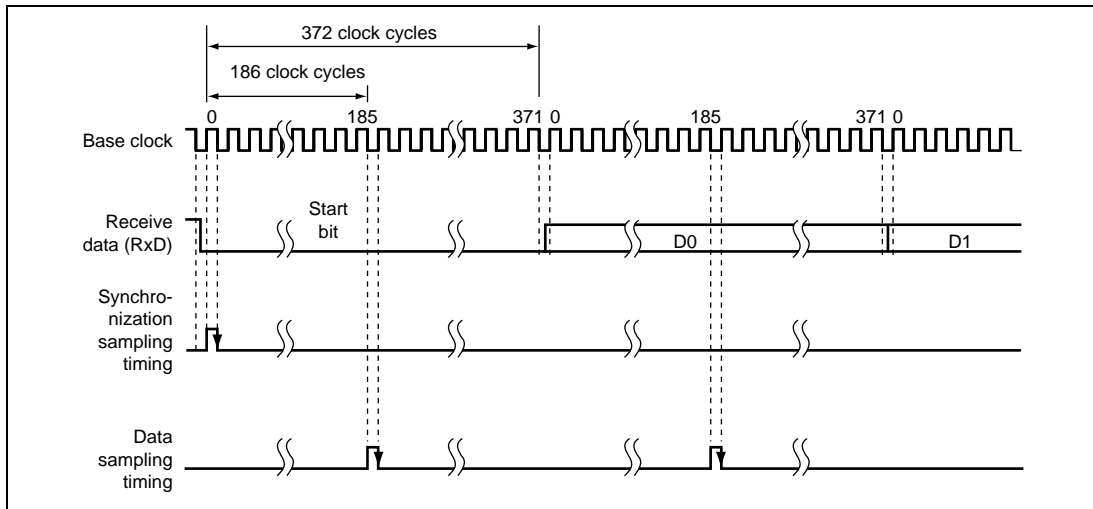 372 clock cycles
186 clock cycles
0 185 371 0 185 371 0
Base clock
Receive
data (RxD)
Start
bit
D0 D1
Synchro-
nization
sampling
timing
Data
sampling
timing